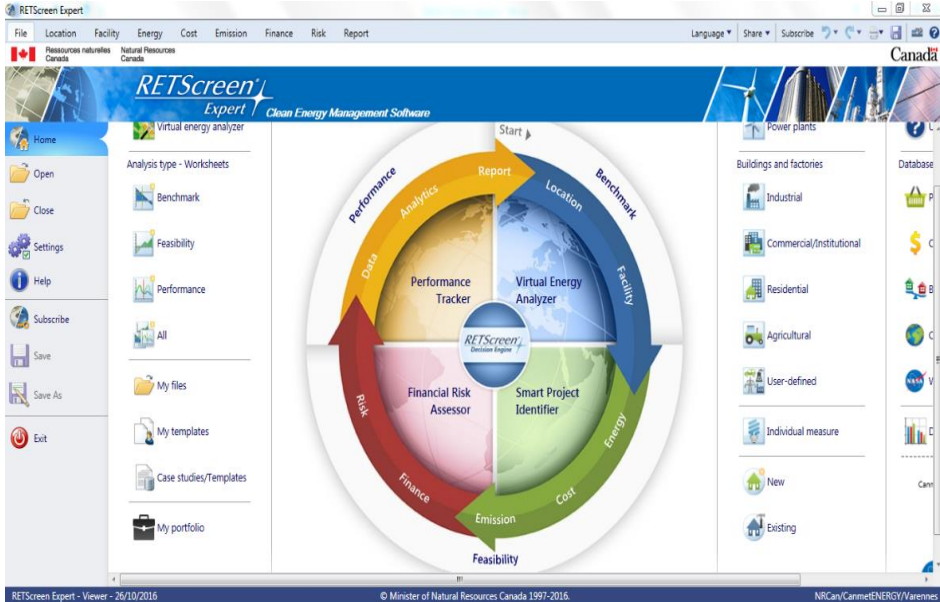 RETScreen Expert
File Location Facility Energy Cost Emission Finance Risk Report
Language Share Subscribe
Ressources naturelles Canada
Natural Resources Canada
Canada
RETScreen
Expert
Clean Energy Management Software
Home
Open
Close
Settings
Help
Subscribe
Save
Save As
Exit
Virtual energy analyzer
Analysis type - Worksheets
Benchmark
Feasibility
Performance
All
My files
My templates
Case studies/Templates
My portfolio
Start
Performance
Benchmark
Feasibility
Data
Analytics
Report
Location
Facility
Energy
Cost
Emission
Finance
Risk
Performance Tracker
Virtual Energy Analyzer
RETScreen
Decision Engine
Financial Risk Assessor
Smart Project Identifier
Power plants
Buildings and factories
Industrial
Commercial/Institutional
Residential
Agricultural
User-defined
Individual measure
New
Existing
Database
NASA
RETScreen Expert - Viewer - 26/10/2016
© Minister of Natural Resources Canada 1997-2016.
NRCan/CanmetENERGY/Varennes